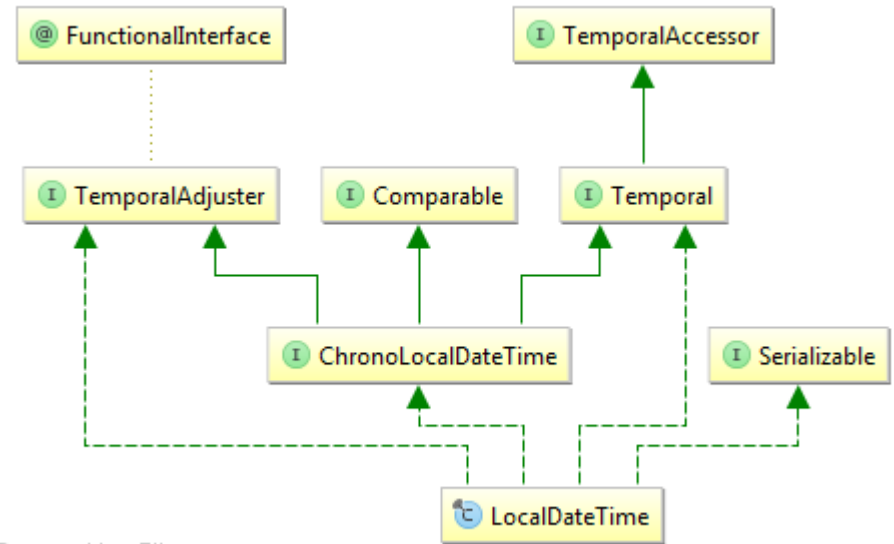 @ FunctionalInterface
I TemporalAccessor
I TemporalAdjuster
I Comparable
I Temporal
I ChronoLocalDateTime
I Serializable
C LocalDateTime